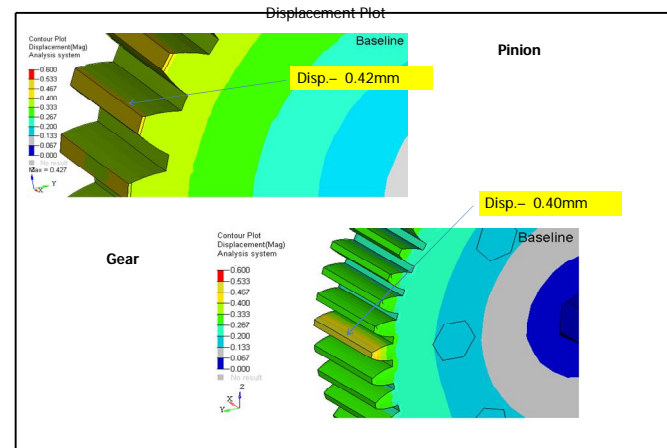 Displacement Plot
Contour Plot
Displacement(Mag)
Analysis system
0.600
0.533
0.467
0.400
0.333
0.267
0.200
0.133
0.067
0.000
No result
Max = 0.427
Z
X Y
Baseline
Pinion
Disp.– 0.42mm
Disp.– 0.40mm
Gear
Contour Plot
Displacement(Mag)
Analysis system
0.600
0.533
0.467
0.400
0.333
0.267
0.200
0.133
0.067
0.000
No result
Z
X
Y
Baseline